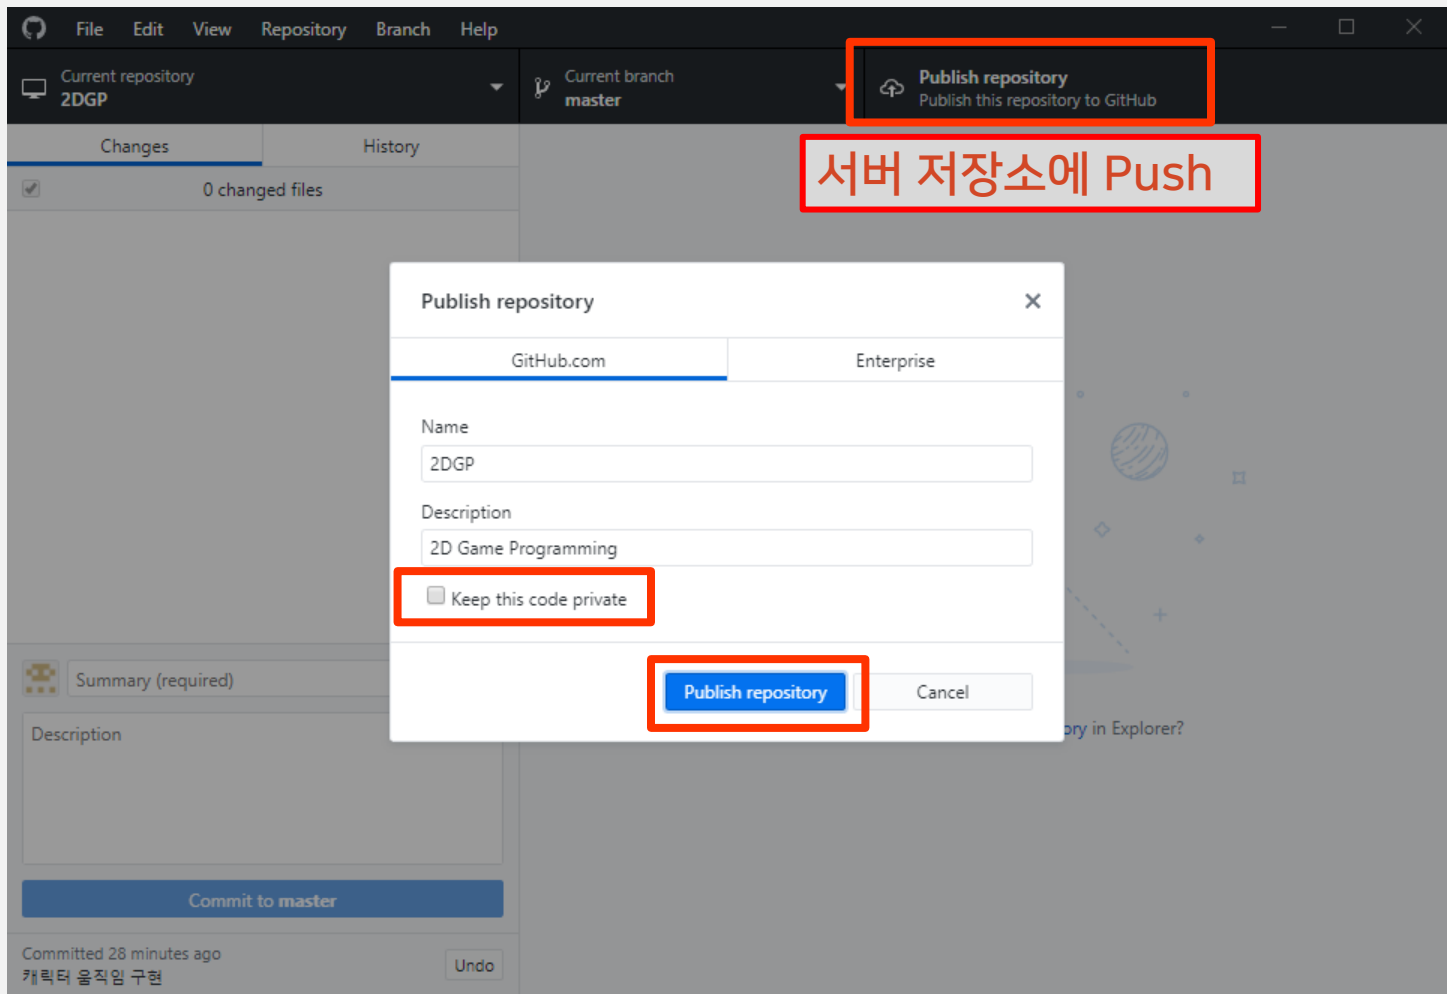 File Edit View Repository Branch Help
Current repository
2DGP
Current branch
master
Publish repository
Publish this repository to GitHub
Changes History
서버 저장소에 Push
0 changed files
Publish repository
GitHub.com Enterprise
Name
2DGP
Description
2D Game Programming
Keep this code private
Publish repository Cancel
Summary (required)
Description
ory in Explorer?
Commit to master
Committed 28 minutes ago
캐릭터 움직임 구현
Undo